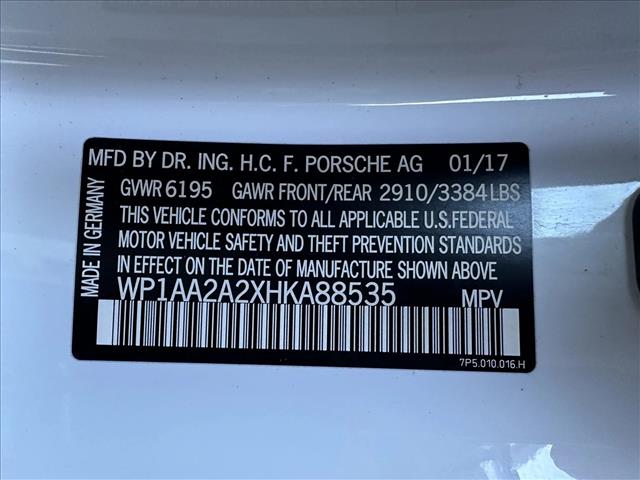 MFD BY DR. ING. H.C. F. PORSCHE AG 01/17
GVWR 6195 GAWR FRONT/REAR 2910/3384 LBS
THIS VEHICLE CONFORMS TO ALL APPLICABLE U.S.FEDERAL
MOTOR VEHICLE SAFETY AND THEFT PREVENTION STANDARDS
IN EFFECT ON THE DATE OF MANUFACTURE SHOWN ABOVE
WP1AA2A2XHKA88535 MPV
7P5.010.016.H
MADE IN GERMANY